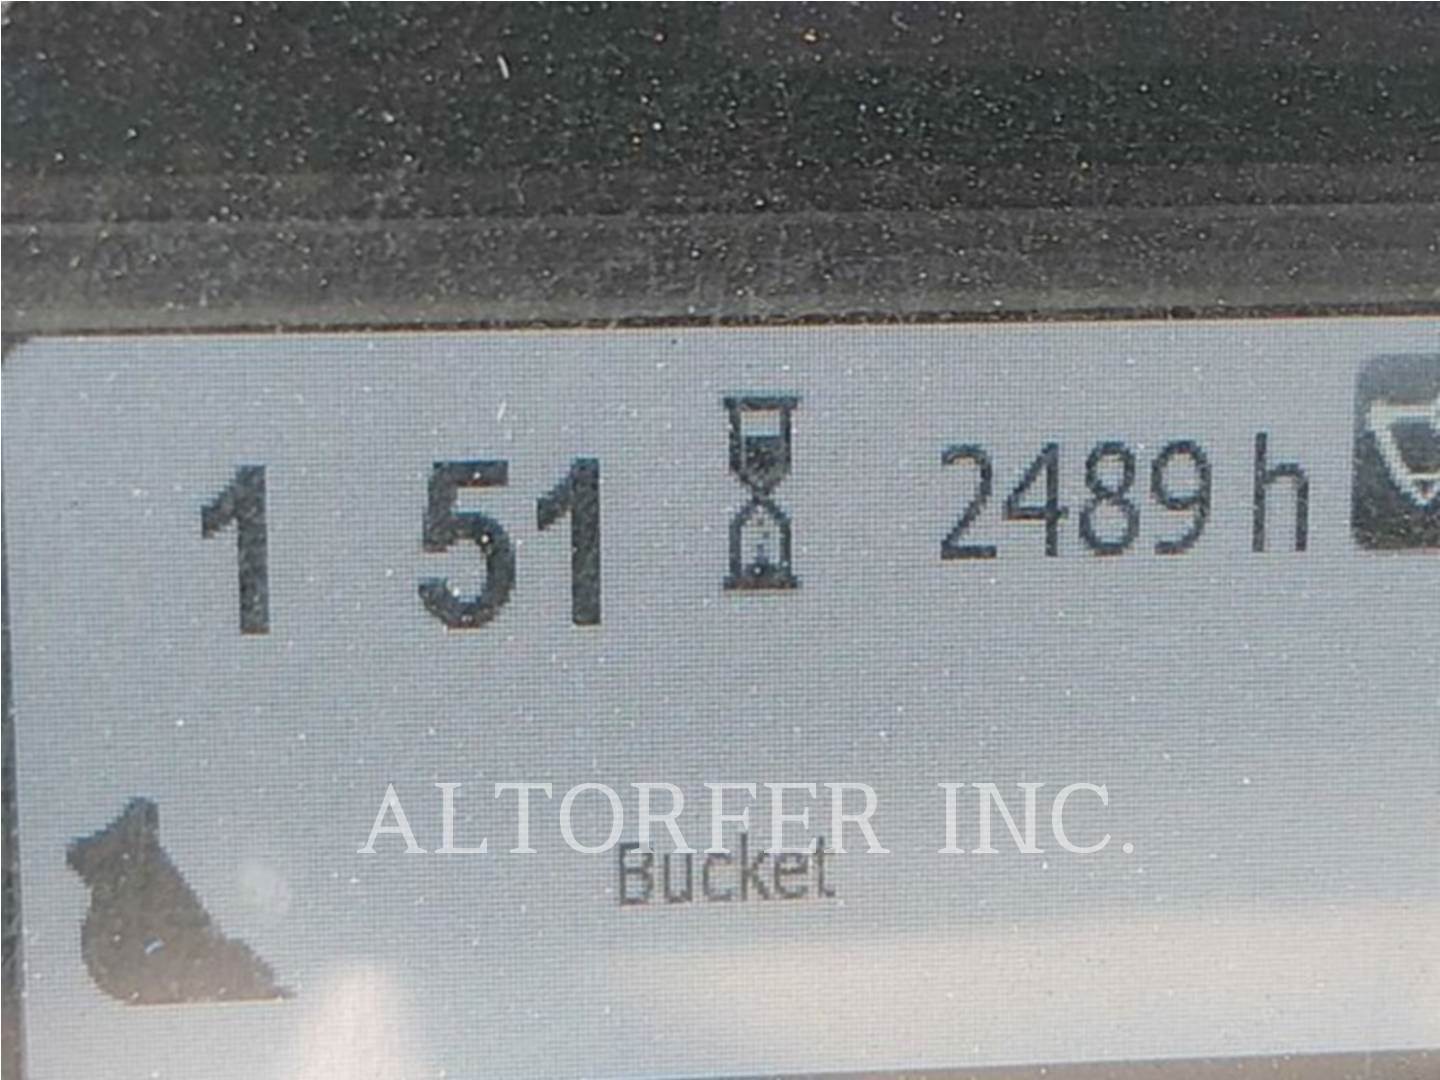 1 51 2489 h
ALTORFER INC.
Bucket